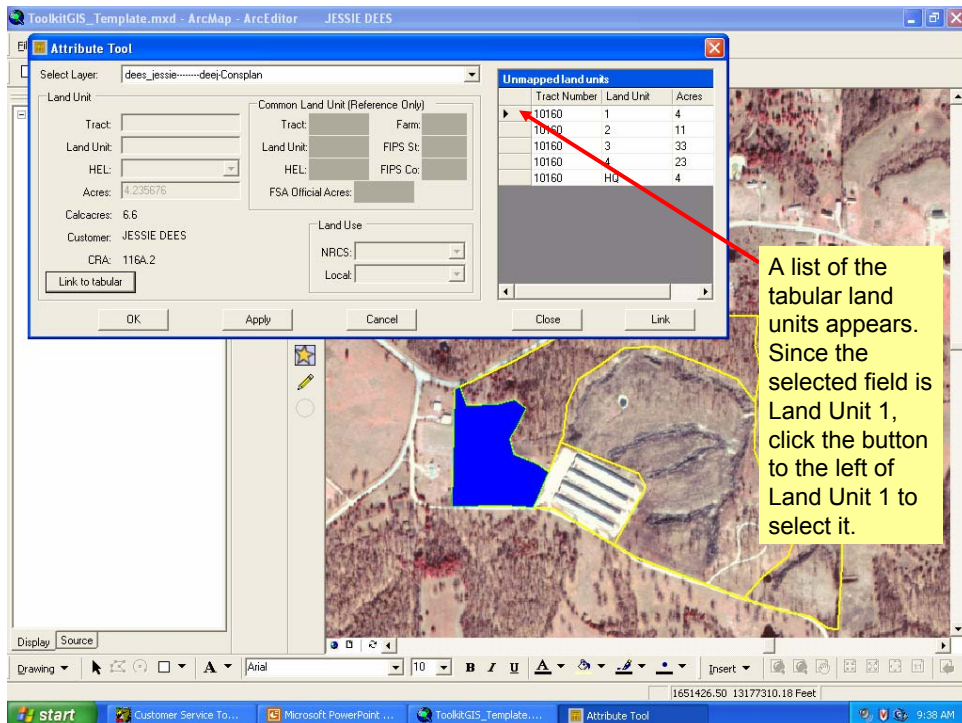 ToolkitGIS_Template.mxd - ArcMap - ArcEditor JESSIE DEES
Attribute Tool
Select Layer: dees_jessie--------deej-Consplan
Land Unit
Tract:
Land Unit:
HEL:
Acres: 4.235676
Calcacres: 6.6
Customer: JESSIE DEES
CRA: 116A.2
Link to tabular
Common Land Unit (Reference Only)
Tract: Farm:
Land Unit: FIPS St:
HEL: FIPS Co:
FSA Official Acres:
Land Use
NRCS:
Local:
OK Apply Cancel
Unmapped land units
Tract Number Land Unit Acres
10160 1 4
10160 2 11
10160 3 33
10160 4 23
10160 HQ 4
Close Link
A list of the
tabular land
units appears.
Since the
selected field is
Land Unit 1,
click the button
to the left of
Land Unit 1 to
select it.
Display Source
Drawing A Arial 10 B I U A Insert
1651426.50 13177310.18 Feet
start Customer Service To... Microsoft PowerPoint ... ToolkitGIS_Template.... Attribute Tool 9:38 AM